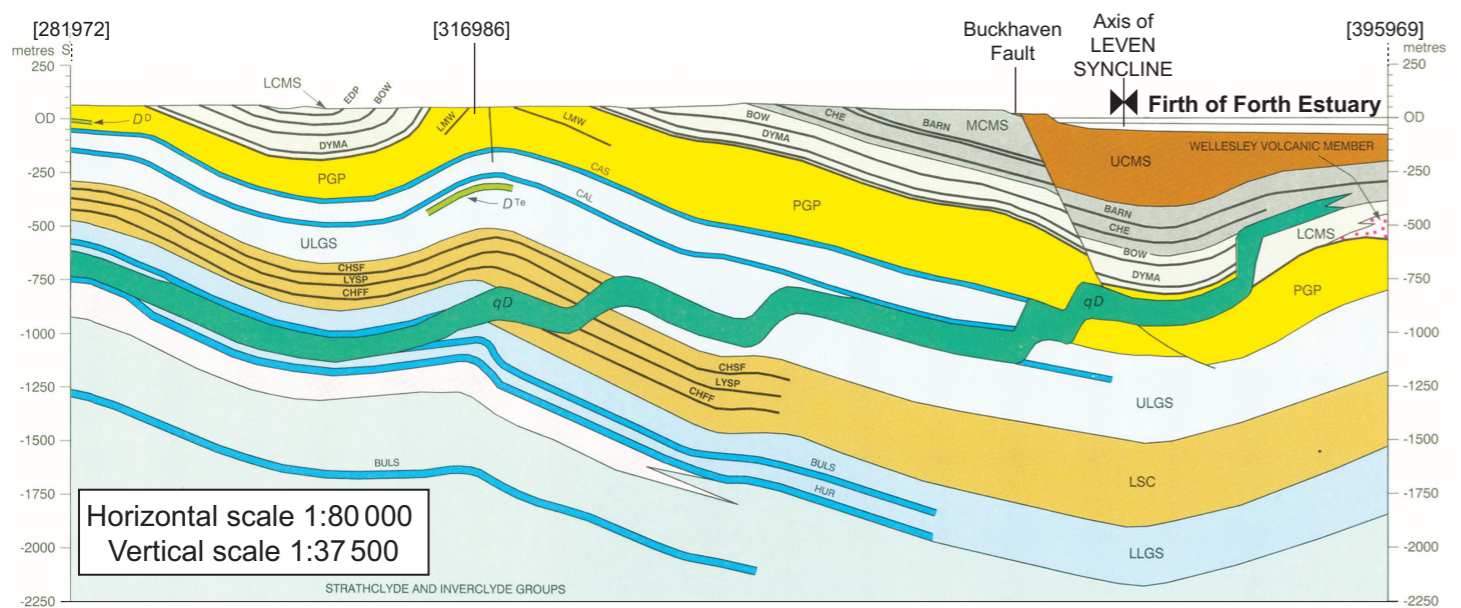 [281972]
[316986]
Buckhaven
Fault
Axis of
LEVEN
SYNCLINE
[395969]
metres S
metres
Firth of Forth Estuary
250
OD
-250
-500
-750
-1000
-1250
-1500
-1750
-2000
-2250
250
OD
-250
-500
-750
-1000
-1250
-1500
-1750
-2000
-2250
LCMS
EDP
BOW
D D
DYMA
PGP
LMW
LMW
CAS
CAL
D Te
ULGS
CHSF
LYSP
CHFF
qD
BOW
DYMA
CHE
BARN
MCMS
PGP
UCMS
WELLESLEY VOLCANIC MEMBER
BARN
CHE
BOW
DYMA
LCMS
qD
PGP
CHSF
LYSP
CHFF
ULGS
BULS
HUR
LSC
BULS
LLGS
Horizontal scale 1:80 000
Vertical scale 1:37 500
STRATHCLYDE AND INVERCLYDE GROUPS